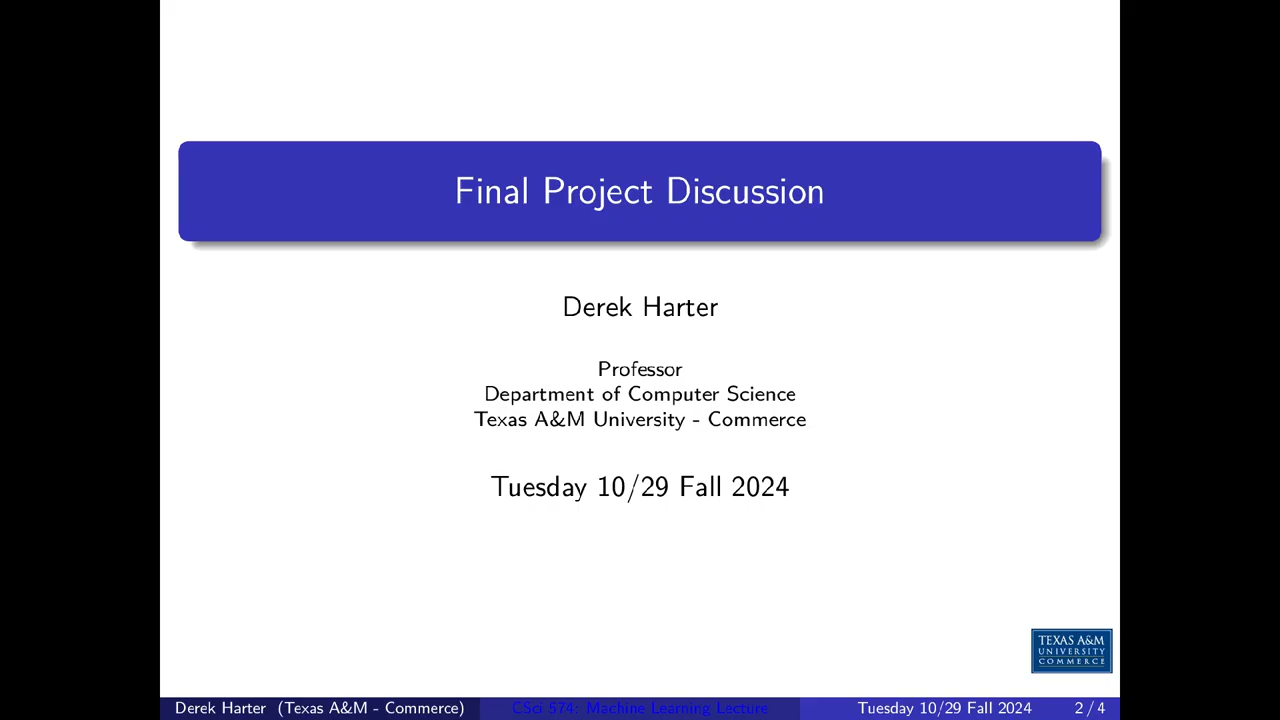 Final Project Discussion
Derek Harter
Professor
Department of Computer Science
Texas A&M University - Commerce
Tuesday 10/29 Fall 2024
TEXAS A&M
UNIVERSITY
COMMERCE
Derek Harter (Texas A&M - Commerce) CSci 574: Machine Learning Lecture Tuesday 10/29 Fall 2024 2 / 4